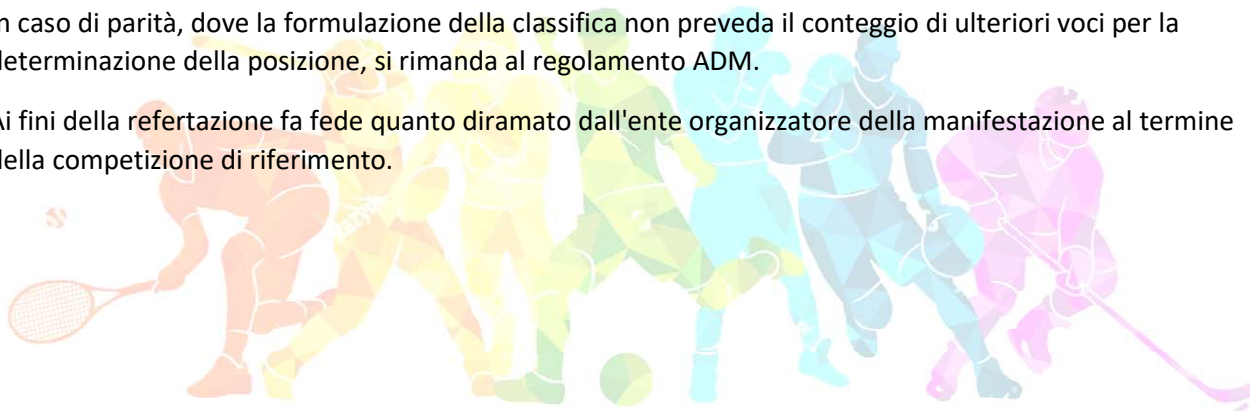 n caso di parità, dove la formulazione della classifica non preveda il conteggio di ulteriori voci per la
determinazione della posizione, si rimanda al regolamento ADM.
Ai fini della refertazione fa fede quanto diramato dall'ente organizzatore della manifestazione al termine
della competizione di riferimento.